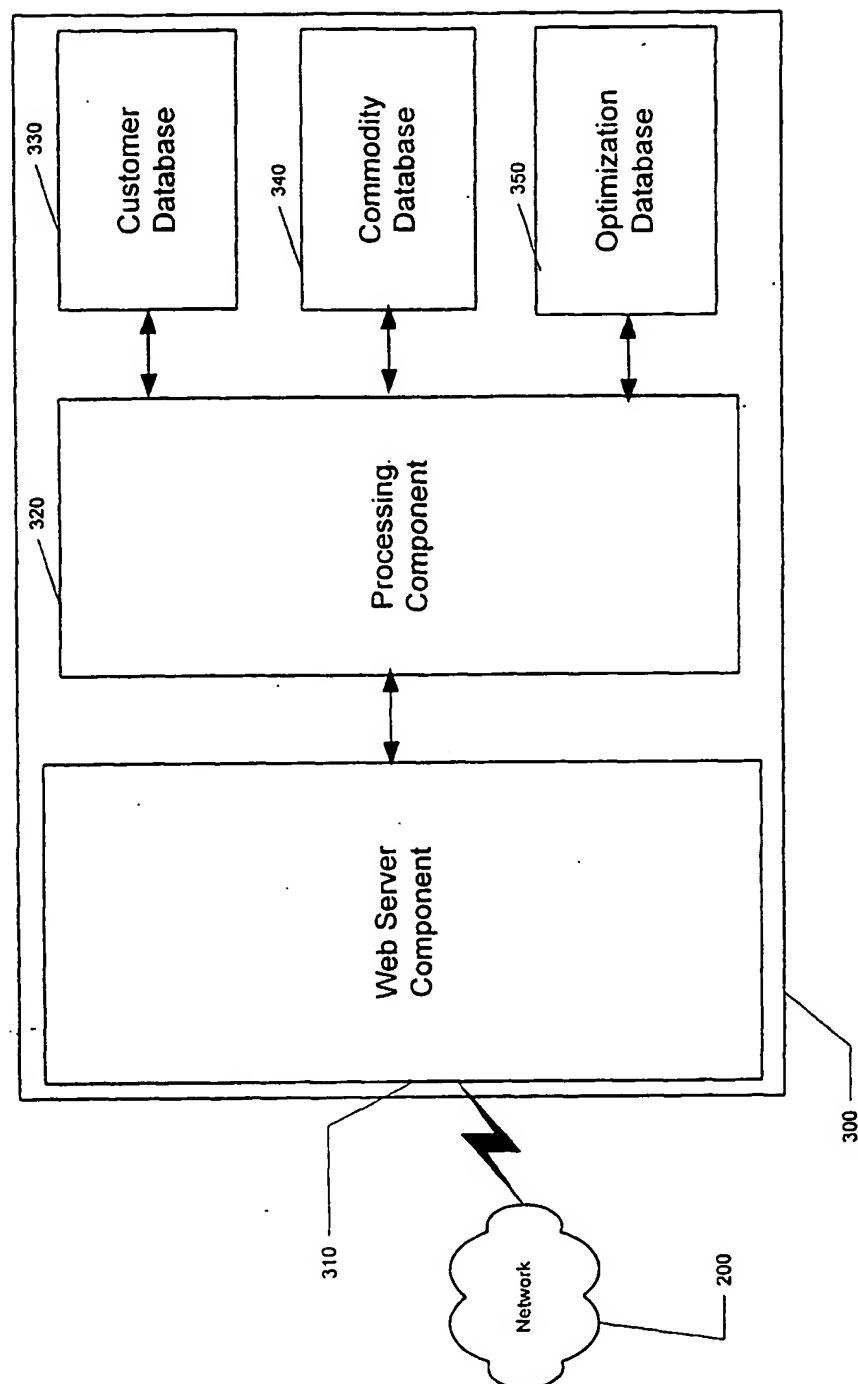 330
Customer
Database
340
Commodity
Database
350
Optimization
Database
320
Processing
Component
Web Server
Component
310
300
Network
200